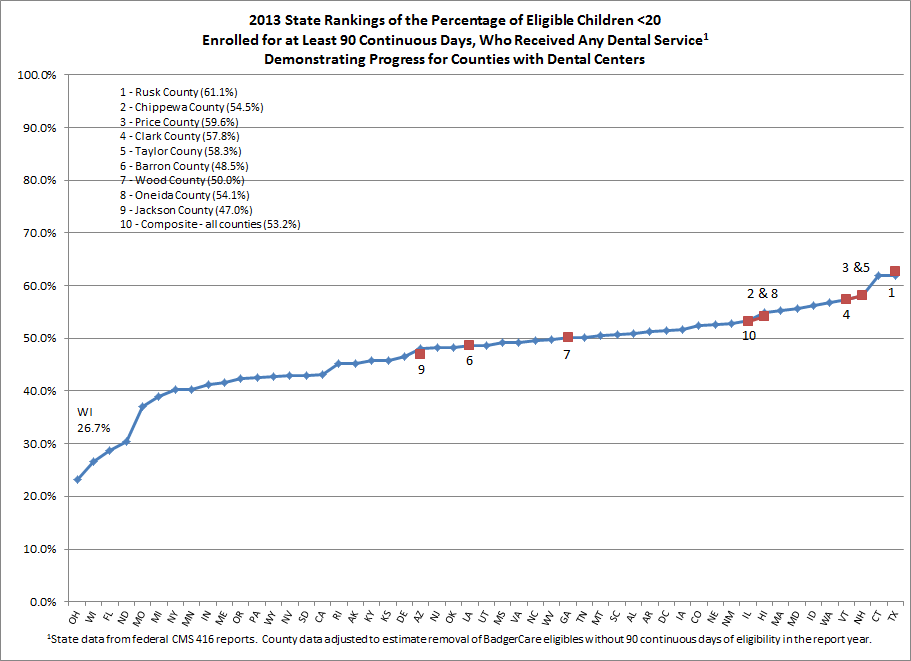 2013 State Rankings of the Percentage of Eligible Children <20
Enrolled for at Least 90 Continuous Days, Who Received Any Dental Service1
Demonstrating Progress for Counties with Dental Centers
100.0%
90.0%
80.0%
70.0%
60.0%
50.0%
40.0%
30.0%
20.0%
10.0%
0.0%
1 - Rusk County (61.1%)
2 - Chippewa County (54.5%)
3 - Price County (59.6%)
4 - Clark County (57.8%)
5 - Taylor Couny (58.3%)
6 - Barron County (48.5%)
7 - Wood County (50.0%)
8 - Oneida County (54.1%)
9 - Jackson County (47.0%)
10 - Composite - all counties (53.2%)
WI
26.7%
9
6
7
2 & 8
10
3 &5
4
1
OH WI FL ND MO MI NY MN IN ME OR PA WY NV SD CA RI AK KY KS DE AZ NJ OK LA UT MS VA NC WV GA TN MT SC AL AR DC IA CO NE NM IL HI MA MD ID WA VT NH CT TX
1State data from federal CMS 416 reports. County data adjusted to estimate removal of BadgerCare eligibles without 90 continuous days of eligibility in the report year.